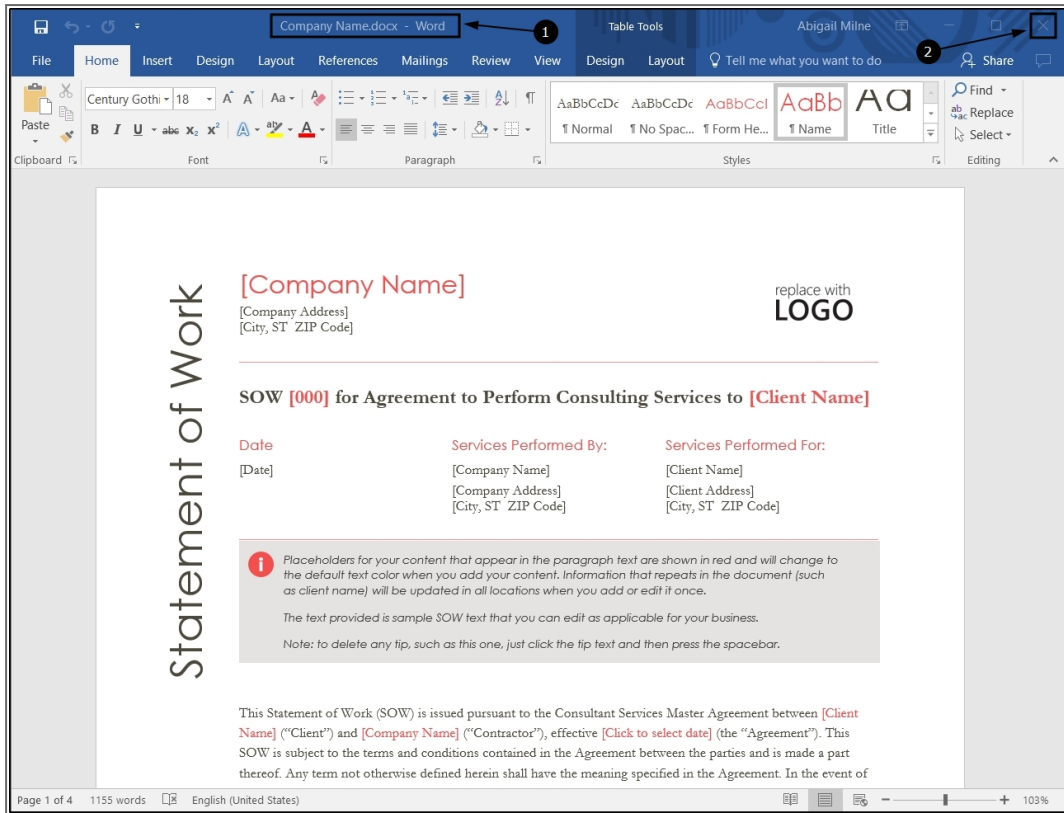 Company Name.docx - Word
1
Table Tools
Abigail Milne
2
File Home Insert Design Layout References Mailings Review View Design Layout Tell me what you want to do Share
Paste
Century Gothi 18 A A Aa
B I U abc X₂ X² A ab A
AaBbCcDc AaBbCcDc AaBbCcI AaBb Aa
¶ Normal ¶ No Spac... ¶ Form He... ¶ Name Title
Find
Replace
Select
Clipboard Font Paragraph Styles Editing
Statement of Work
[Company Name]
[Company Address]
[City, ST ZIP Code]
replace with
LOGO
SOW [000] for Agreement to Perform Consulting Services to [Client Name]
Date Services Performed By: Services Performed For:
[Date] [Company Name] [Client Name]
[Company Address] [Client Address]
[City, ST ZIP Code] [City, ST ZIP Code]
Placeholders for your content that appear in the paragraph text are shown in red and will change to
the default text color when you add your content. Information that repeats in the document (such
as client name) will be updated in all locations when you add or edit it once.
The text provided is sample SOW text that you can edit as applicable for your business.
Note: to delete any tip, such as this one, just click the tip text and then press the spacebar.
This Statement of Work (SOW) is issued pursuant to the Consultant Services Master Agreement between [Client
Name] (“Client”) and [Company Name] (“Contractor”), effective [Click to select date] (the “Agreement”). This
SOW is subject to the terms and conditions contained in the Agreement between the parties and is made a part
thereof. Any term not otherwise defined herein shall have the meaning specified in the Agreement. In the event of
Page 1 of 4 1155 words English (United States) 103%